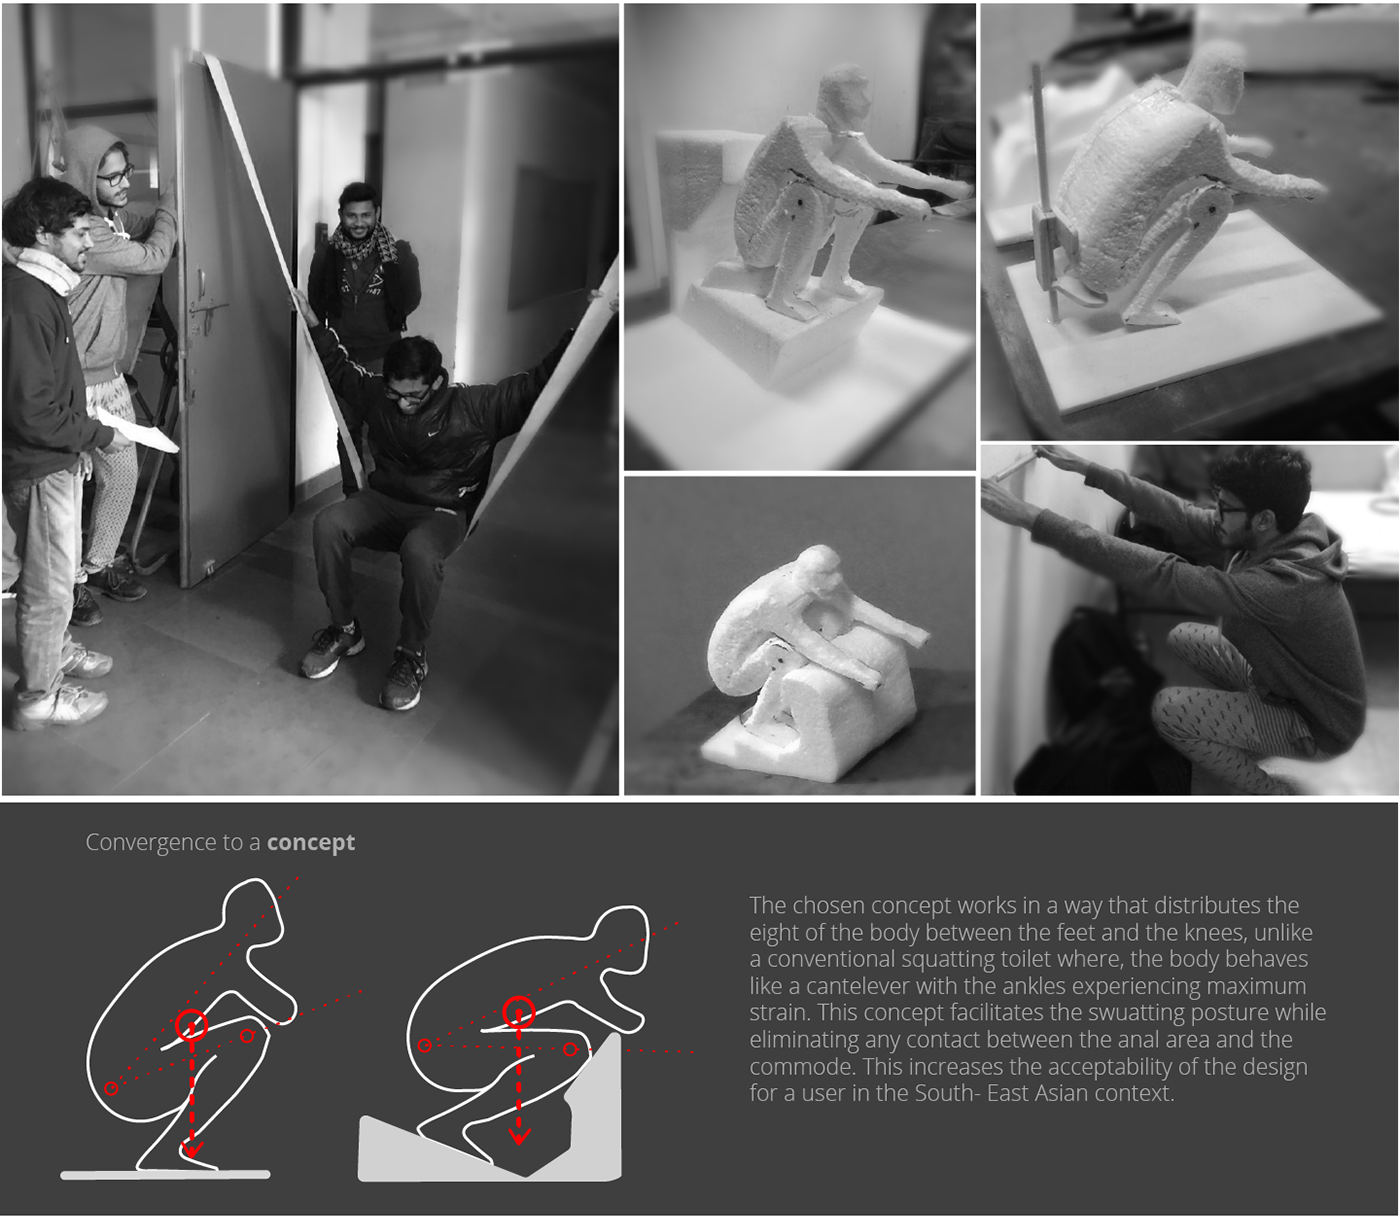 Convergence to a concept
The chosen concept works in a way that distributes the
eight of the body between the feet and the knees, unlike
a conventional squatting toilet where, the body behaves
like a cantelever with the ankles experiencing maximum
strain. This concept facilitates the swuatting posture while
eliminating any contact between the anal area and the
commode. This increases the acceptability of the design
for a user in the South- East Asian context.